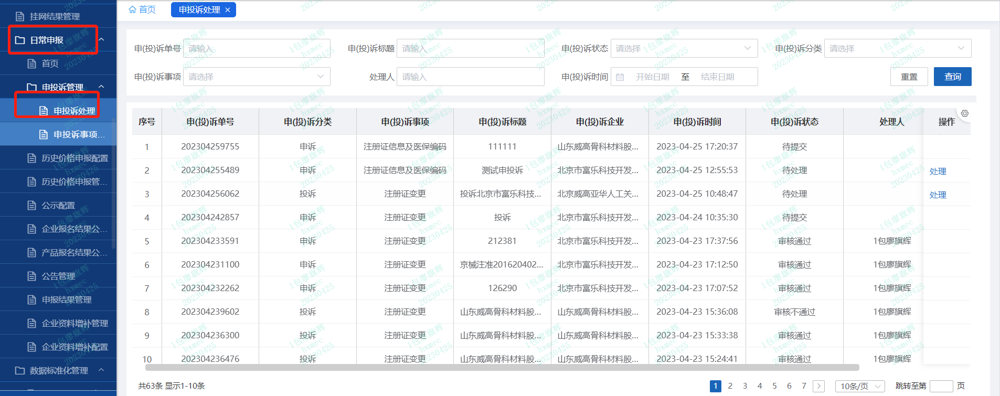 挂网结果管理
日常申报
首页
申投诉管理
申投诉处理
申投诉事项...
历史价格申报配置
历史价格申报管...
公示配置
企业报名结果公...
产品报名结果公...
公告管理
申报结果管理
企业资料增补管理
企业资料增补配置
数据标准化管理
首页 申投诉处理 ×
申(投)诉单号 请输入 申(投)诉标题 请输入 申(投)诉状态 请选择 申(投)诉分类 请选择
申(投)诉事项 请选择 处理人 请输入 申(投)诉时间 开始日期 至 结束日期 重置 查询
序号 申(投)诉单号 申(投)诉分类 申(投)诉事项 申(投)诉标题 申(投)诉企业 申(投)诉时间 申(投)诉状态 处理人 操作
1 202304259755 申诉 注册证信息及医保编码 111111 山东威高骨科材料股... 2023-04-25 17:20:37 待提交
2 202304255489 申诉 注册证信息及医保编码 测试申投诉 北京市富乐科技开发... 2023-04-25 12:55:53 待处理 处理
3 202304256062 投诉 注册证变更 投诉北京市富乐科技... 北京威高亚华人工关... 2023-04-25 10:48:47 待处理 处理
4 202304242857 申诉 注册证变更 投诉 北京市富乐科技开发... 2023-04-24 10:35:30 待提交
5 202304233591 申诉 注册证变更 212381 北京市富乐科技开发... 2023-04-23 17:37:56 审核通过 1包廖旗辉
6 202304231100 申诉 注册证变更 京械注准201620402... 北京市富乐科技开发... 2023-04-23 17:12:50 审核通过 1包廖旗辉
7 202304232262 申诉 注册证变更 126290 北京市富乐科技开发... 2023-04-23 17:07:52 审核通过 1包廖旗辉
8 202304239602 投诉 注册证变更 山东威高骨科材料股... 山东威高骨科材料股... 2023-04-23 15:36:08 审核不通过 1包廖旗辉
9 202304236300 投诉 注册证变更 山东威高骨科材料股... 山东威高骨科材料股... 2023-04-23 15:33:38 审核通过 1包廖旗辉
10 202304236476 投诉 注册证变更 山东威高骨科材料股... 山东威高骨科材料股... 2023-04-23 15:24:41 审核通过 1包廖旗辉
共63条 显示1-10条 1 2 3 4 5 6 7 > 10条/页 跳转至第 页
1包廖旗辉
hxmec
20230425